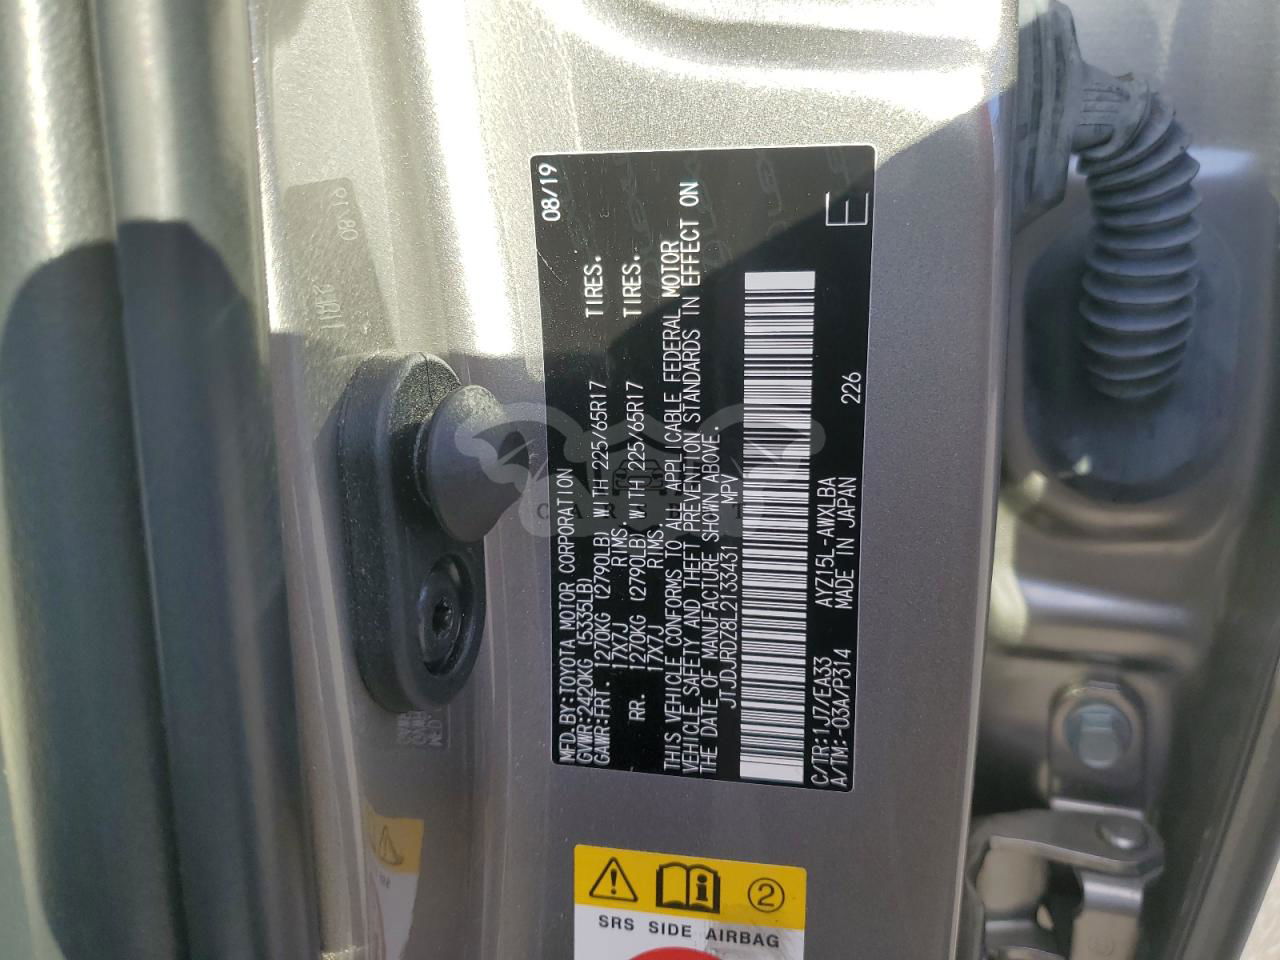 MFD.BY:TOYOTA MOTOR CORPORATION 08/19
GVWR:2420KG (5335LB)
GAWR:FRT. 1270KG (2790LB) WITH 225/65R17 TIRES.
17X7J RIMS,
RR. 1270KG (2790LB) WITH 225/65R17 TIRES.
17X7J RIMS
THIS VEHICLE CONFORMS TO ALL APPLICABLE FEDERAL MOTOR
VEHICLE SAFETY AND THEFT PREVENTION STANDARDS IN EFFECT ON
THE DATE OF MANUFACTURE SHOWN ABOVE.
JTJDJRDZ8L2133431 MPV
C/TR:1J7/EA33 AYZ15L-AWXLBA
A/TM:-03A/P314 MADE IN JAPAN 226
E
2
SRS SIDE AIRBAG